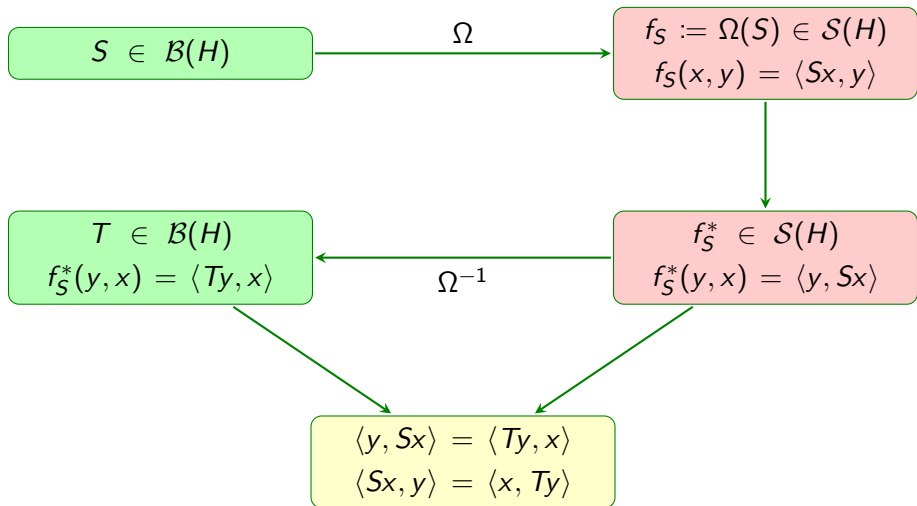 S ∈ ℬ(H)
Ω
f_S := Ω(S) ∈ 𝒮(H)
f_S(x, y) = ⟨Sx, y⟩
T ∈ ℬ(H)
f_S^*(y, x) = ⟨Ty, x⟩
Ω^{-1}
f_S^* ∈ 𝒮(H)
f_S^*(y, x) = ⟨y, Sx⟩
⟨y, Sx⟩ = ⟨Ty, x⟩
⟨Sx, y⟩ = ⟨x, Ty⟩